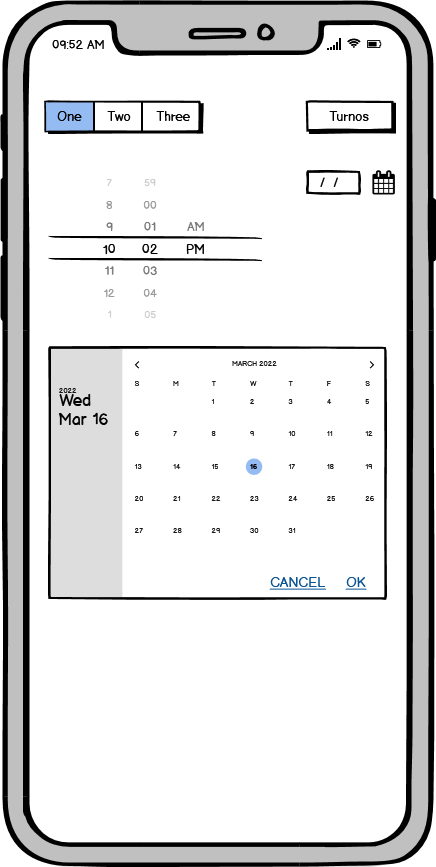 09:52 AM
One Two Three Turnos
/ /
7 59
8 00
9 01 AM
10 02 PM
11 03
12 04
1 05
MARCH 2022
S M T W T F S
2022
Wed
Mar 16
1 2 3 4 5
6 7 8 9 10 11 12
13 14 15 16 17 18 19
20 21 22 23 24 25 26
27 28 29 30 31
CANCEL OK